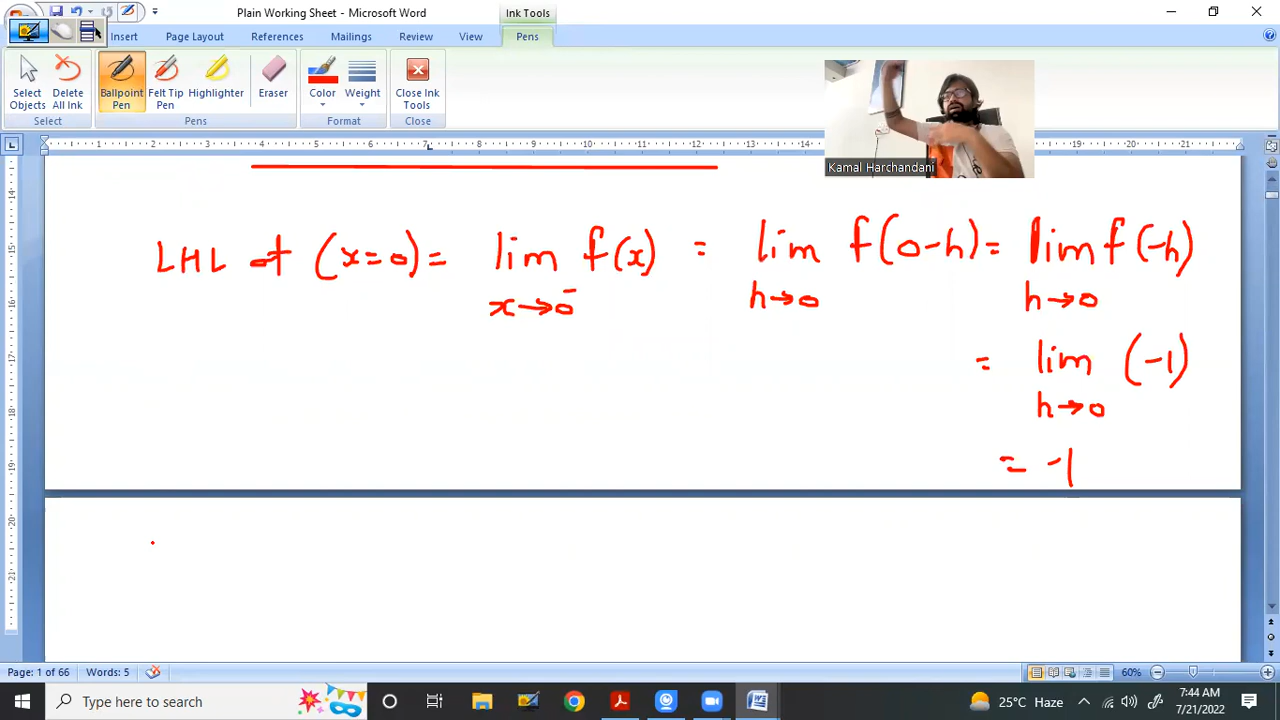 Plain Working Sheet - Microsoft Word
Ink Tools
Insert Page Layout References Mailings Review View Pens
Select Objects
Delete All Ink
Ballpoint Pen
Felt Tip Pen
Highlighter
Eraser
Color
Weight
Close Ink Tools
Select Pens Format Close
Kamal Harchandani
LHL at (x=0) = lim x→0⁻ f(x) = lim h→0 f(0-h) = lim h→0 f(-h)
= lim h→0 (-1)
= -1
Page: 1 of 66 Words: 5 60%
Type here to search 25°C Haze 7:44 AM
7/21/2022